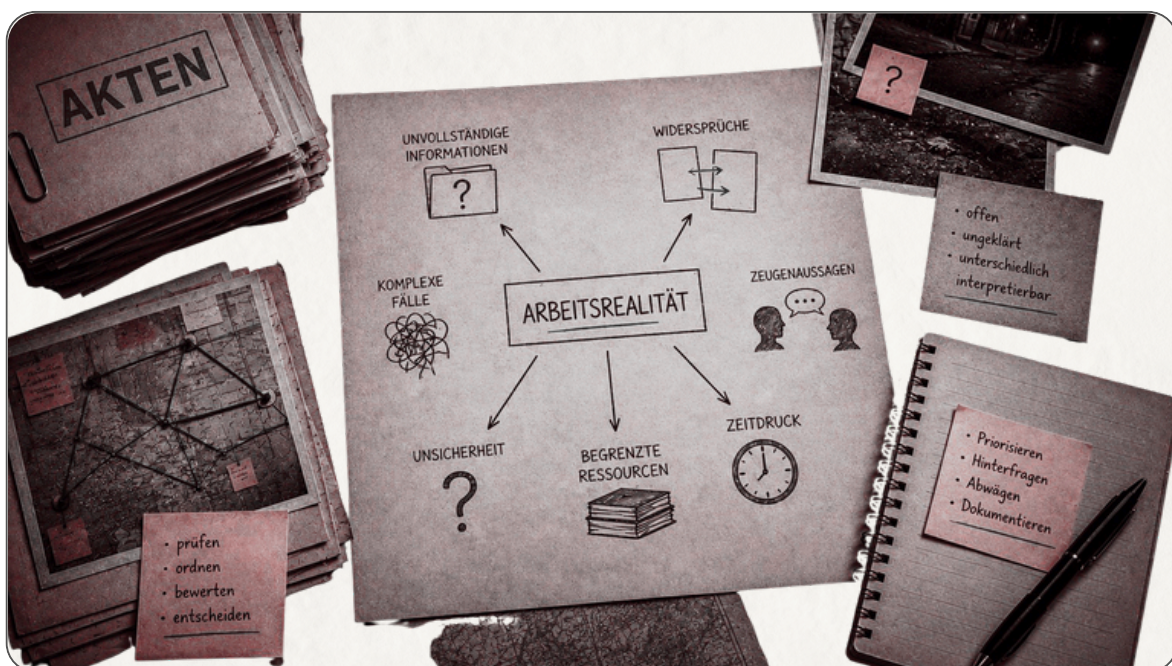 AKTEN
UNVOLLSTÄNDIGE
INFORMATIONEN
?
WIDERSPRÜCHE
?
• offen
• ungeklärt
• unterschiedlich
interpretierbar
KOMPLEXE
FÄLLE
ARBEITSREALITÄT
ZEUGENAUSSAGEN
UNSICHERHEIT
?
BEGRENZTE
RESSOURCEN
ZEITDRUCK
• Priorisieren
• Hinterfragen
• Abwägen
• Dokumentieren
• prüfen
• ordnen
• bewerten
• entscheiden